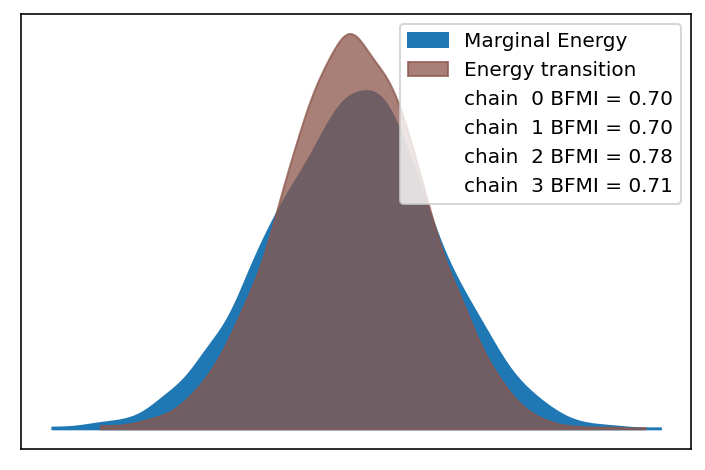 Marginal Energy
Energy transition
chain  0 BFMI = 0.70
chain  1 BFMI = 0.70
chain  2 BFMI = 0.78
chain  3 BFMI = 0.71